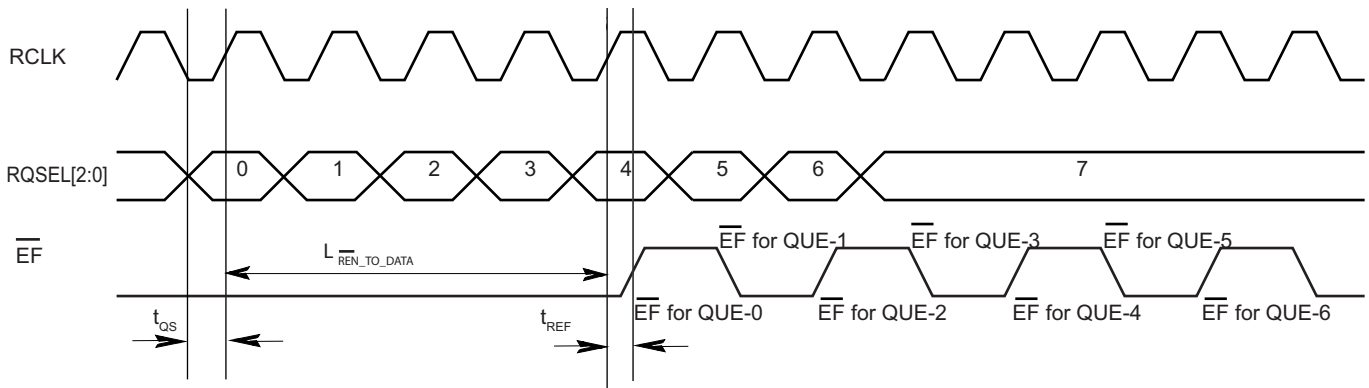 RCLK
RQSEL[2:0]
0 1 2 3 4 5 6 7
EF
L REN_TO_DATA
EF for QUE-1 EF for QUE-3 EF for QUE-5
EF for QUE-0 EF for QUE-2 EF for QUE-4 EF for QUE-6
tQS
tREF